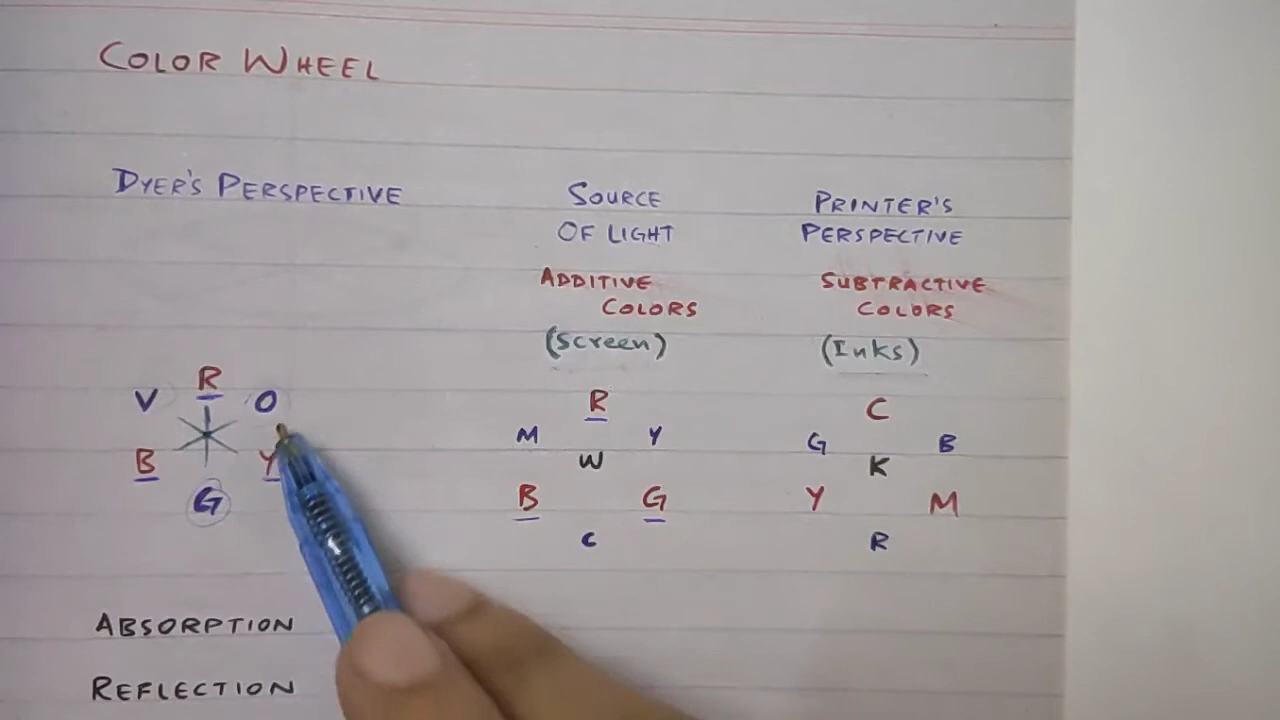 COLOR WHEEL
DYER'S PERSPECTIVE
SOURCE
OF LIGHT
ADDITIVE
COLORS
(Screen)
PRINTER'S
PERSPECTIVE
SUBTRACTIVE
COLORS
(Inks)
R
V O
B Y
G
R
M Y
W
B G
C
C
G B
K
Y M
R
ABSORPTION
REFLECTION